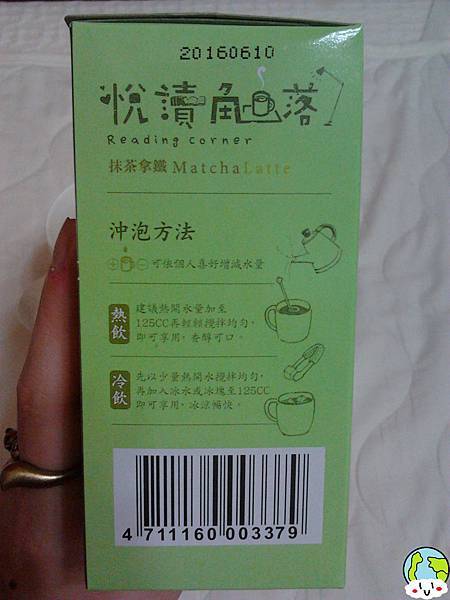 20160610
悅讀角落
Reading corner
抹茶拿鐵 MatchaLatte
沖泡方法
可依個人喜好增減水量
熱飲
建議熱開水量加至
125CC再輕輕攪拌均勻,
即可享用,香醇可口。
冷飲
先以少量熱開水攪拌均勻,
再加入冰水或冰塊至125CC
即可享用,冰涼暢快。
4 711160 003379